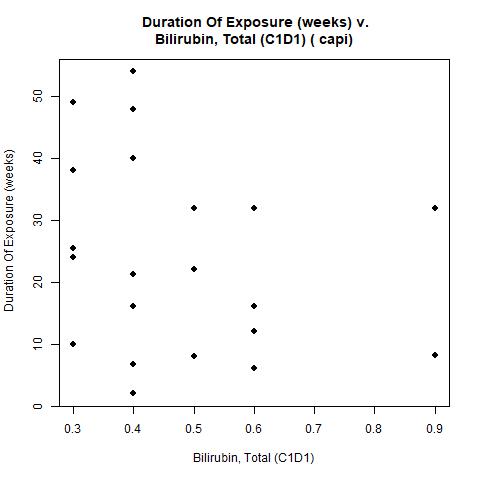 Duration Of Exposure (weeks) v.
Bilirubin, Total (C1D1) ( capi)
Duration Of Exposure (weeks)
50
40
30
20
10
0
0.3 0.4 0.5 0.6 0.7 0.8 0.9
Bilirubin, Total (C1D1)